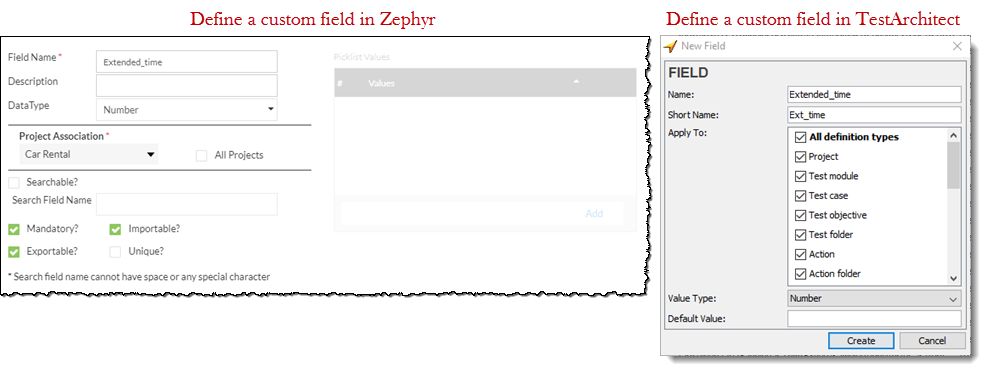 Define a custom field in Zephyr
Field Name *
Extended_time
Description
DataType
Number
Project Association *
Car Rental
All Projects
Searchable?
Search Field Name
Mandatory?
Importable?
Exportable?
Unique?
* Search field name cannot have space or any special character
Picklist Values
# Values
Add
Define a custom field in TestArchitect
New Field
FIELD
Name:
Extended_time
Short Name:
Ext_time
Apply To:
All definition types
Project
Test module
Test case
Test objective
Test folder
Action
Action folder
Value Type:
Number
Default Value:
Create
Cancel